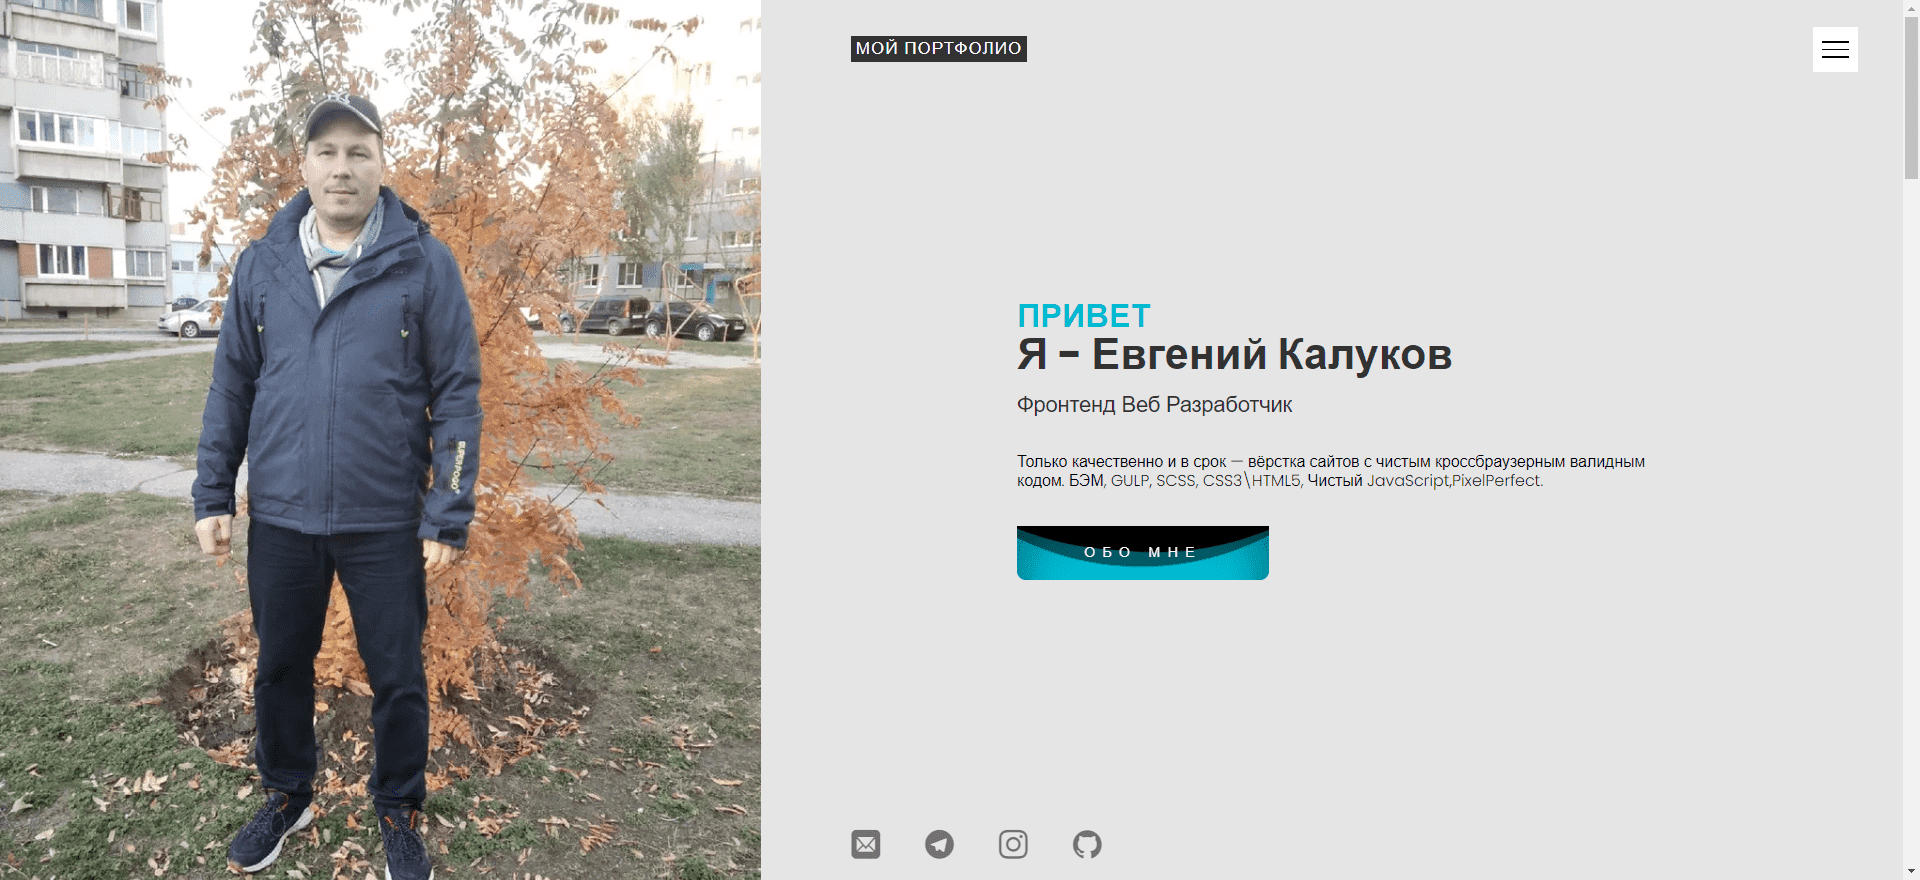 МОЙ ПОРТФОЛИО
ПРИВЕТ
Я - Евгений Калуков
Фронтенд Веб Разработчик
Только качественно и в срок — вёрстка сайтов с чистым кроссбраузерным валидным
кодом. БЭМ, GULP, SCSS, CSS3\HTML5, Чистый JavaScript,PixelPerfect.
ОБО МНЕ
SUPERPOGO